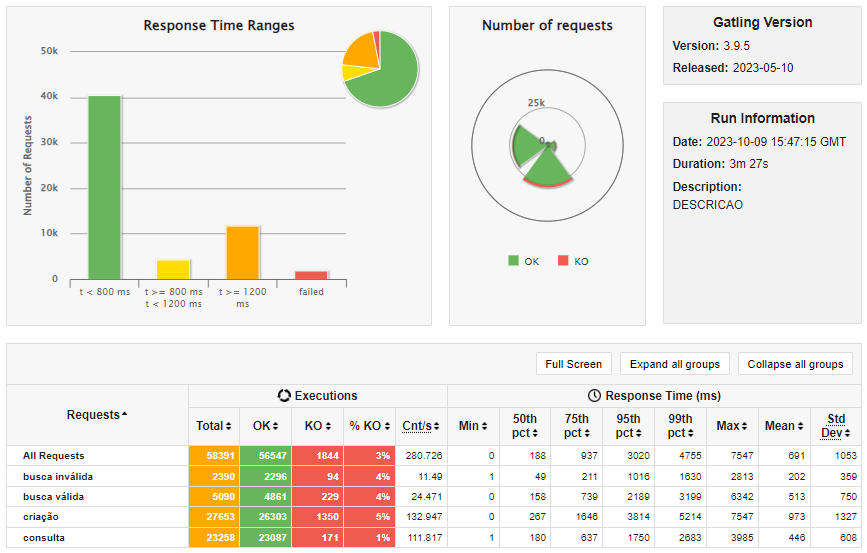 Response Time Ranges
50k
40k
30k
20k
10k
0
Number of Requests
t < 800 ms
t >= 800 ms
t < 1200 ms
t >= 1200
ms
failed
Number of requests
25k
0
OK
KO
Gatling Version
Version: 3.9.5
Released: 2023-05-10
Run Information
Date: 2023-10-09 15:47:15 GMT
Duration: 3m 27s
Description:
DESCRICAO
Full Screen
Expand all groups
Collapse all groups
Requests
Executions
Response Time (ms)
Total OK KO % KO Cnt/s Min 50th pct 75th pct 95th pct 99th pct Max Mean Std Dev
All Requests 58391 56547 1844 3% 280.726 0 188 937 3020 4755 7547 691 1053
busca inválida 2390 2296 94 4% 11.49 1 49 211 1016 1630 2813 202 359
busca válida 5090 4861 229 4% 24.471 0 158 739 2189 3199 6342 513 750
criação 27653 26303 1350 5% 132.947 0 267 1646 3814 5214 7547 973 1327
consulta 23258 23087 171 1% 111.817 1 180 637 1750 2683 3985 446 608